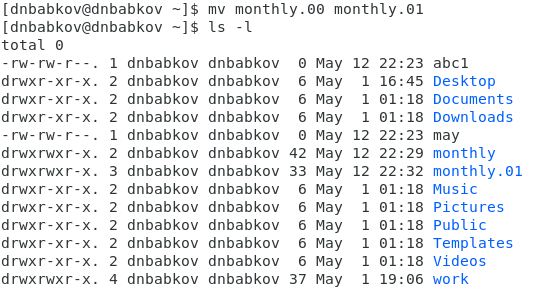 [dnbabkov@dnbabkov ~]$ mv monthly.00 monthly.01
[dnbabkov@dnbabkov ~]$ ls -l
total 0
-rw-rw-r--. 1 dnbabkov dnbabkov  0 May 12 22:23 abc1
drwxr-xr-x. 2 dnbabkov dnbabkov  6 May  1 16:45 Desktop
drwxr-xr-x. 2 dnbabkov dnbabkov  6 May  1 01:18 Documents
drwxr-xr-x. 2 dnbabkov dnbabkov  6 May  1 01:18 Downloads
-rw-rw-r--. 1 dnbabkov dnbabkov  0 May 12 22:23 may
drwxrwxr-x. 2 dnbabkov dnbabkov 42 May 12 22:29 monthly
drwxrwxr-x. 3 dnbabkov dnbabkov 33 May 12 22:32 monthly.01
drwxr-xr-x. 2 dnbabkov dnbabkov  6 May  1 01:18 Music
drwxr-xr-x. 2 dnbabkov dnbabkov  6 May  1 01:18 Pictures
drwxr-xr-x. 2 dnbabkov dnbabkov  6 May  1 01:18 Public
drwxr-xr-x. 2 dnbabkov dnbabkov  6 May  1 01:18 Templates
drwxr-xr-x. 2 dnbabkov dnbabkov  6 May  1 01:18 Videos
drwxrwxr-x. 4 dnbabkov dnbabkov 37 May  1 19:06 work